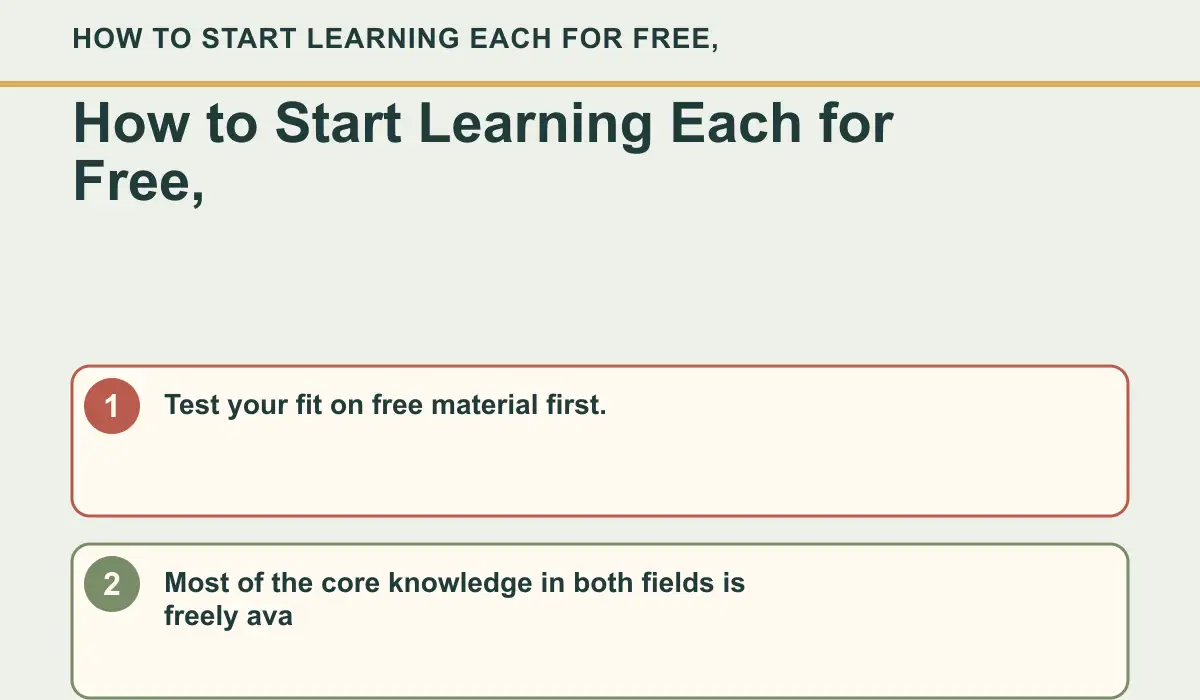 HOW TO START LEARNING EACH FOR FREE,
How to Start Learning Each for
Free,
1
Test your fit on free material first.
2
Most of the core knowledge in both fields is
freely ava